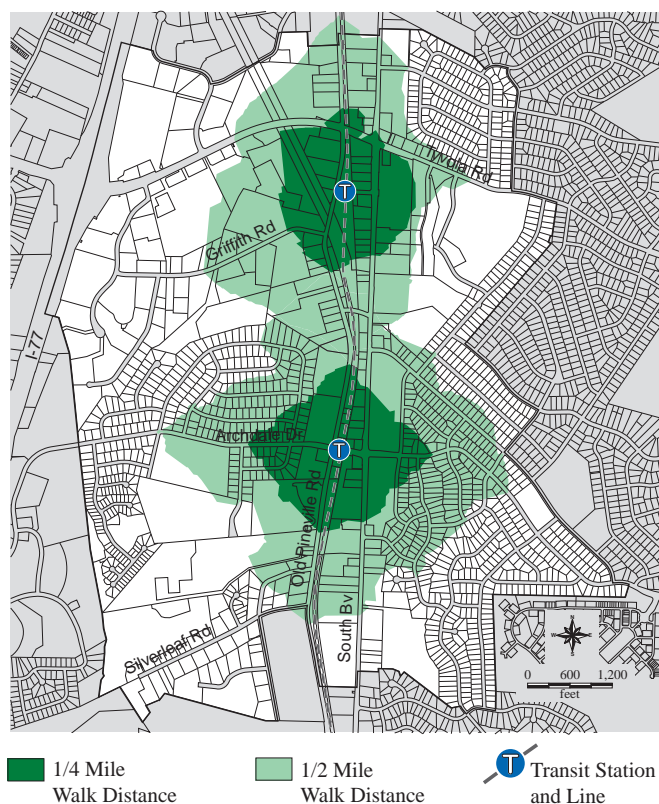 Tyvola Rd
T
Griffith Rd
I-77
Archdale Dr
T
Old Pineville Rd
South Bv
Silverleaf Rd
N
W E
S
0 600 1,200
feet
1/4 Mile
Walk Distance
1/2 Mile
Walk Distance
T
Transit Station
and Line